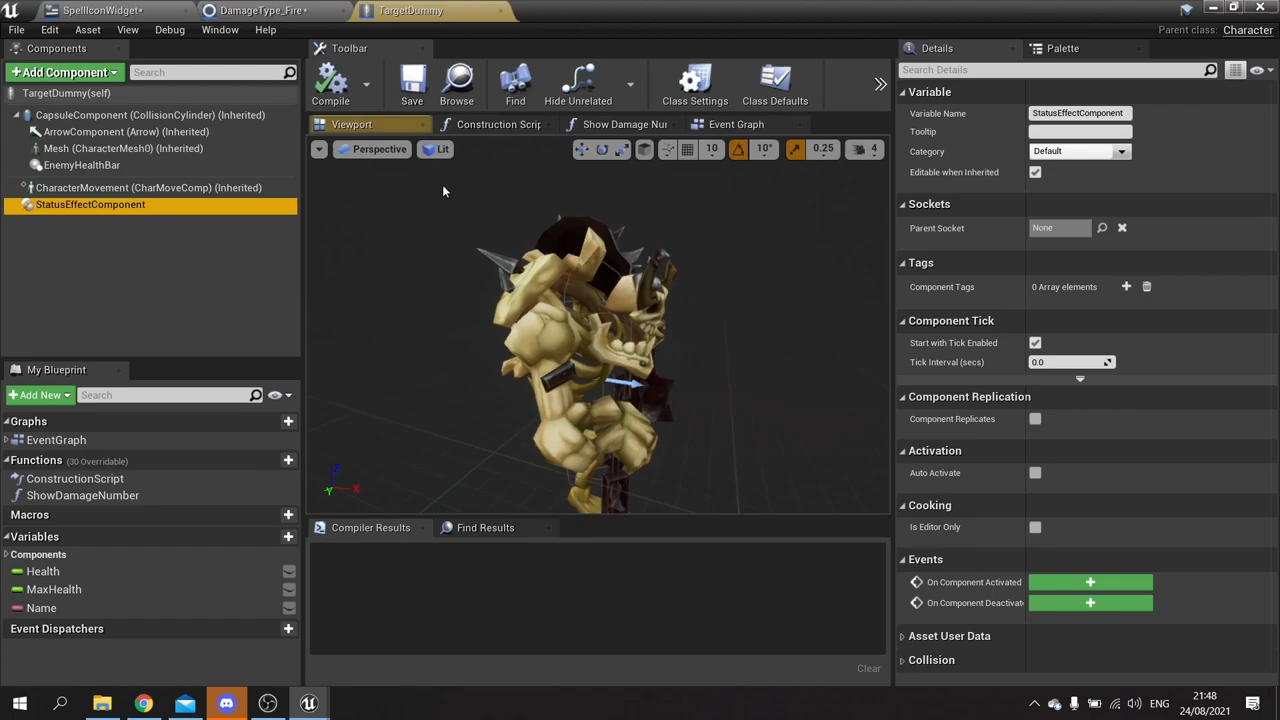 SpellIconWidget*
DamageType_Fire*
TargetDummy
File Edit Asset View Debug Window Help
Parent class: Character
Components
Toolbar
Details
Palette
+ Add Component
Search
Search Details
TargetDummy(self)
CapsuleComponent (CollisionCylinder) (Inherited)
ArrowComponent (Arrow) (Inherited)
Mesh (CharacterMesh0) (Inherited)
EnemyHealthBar
CharacterMovement (CharMoveComp) (Inherited)
StatusEffectComponent
Compile
Save
Browse
Find
Hide Unrelated
Class Settings
Class Defaults
Viewport
Construction Scrip
Show Damage Nu
Event Graph
Perspective
Lit
10
10°
0.25
4
Variable
Variable Name StatusEffectComponent
Tooltip
Category Default
Editable when Inherited
Sockets
Parent Socket None
Tags
Component Tags 0 Array elements
Component Tick
Start with Tick Enabled
Tick Interval (secs) 0.0
Component Replication
Component Replicates
Activation
Auto Activate
Cooking
Is Editor Only
Events
On Component Activated
On Component Deactivat
Asset User Data
Collision
My Blueprint
+ Add New
Search
Graphs
EventGraph
Functions (30 Overridable)
ConstructionScript
ShowDamageNumber
Macros
Variables
Components
Health
MaxHealth
Name
Event Dispatchers
Z
Y
X
Compiler Results
Find Results
Clear
ENG
21:48
24/08/2021